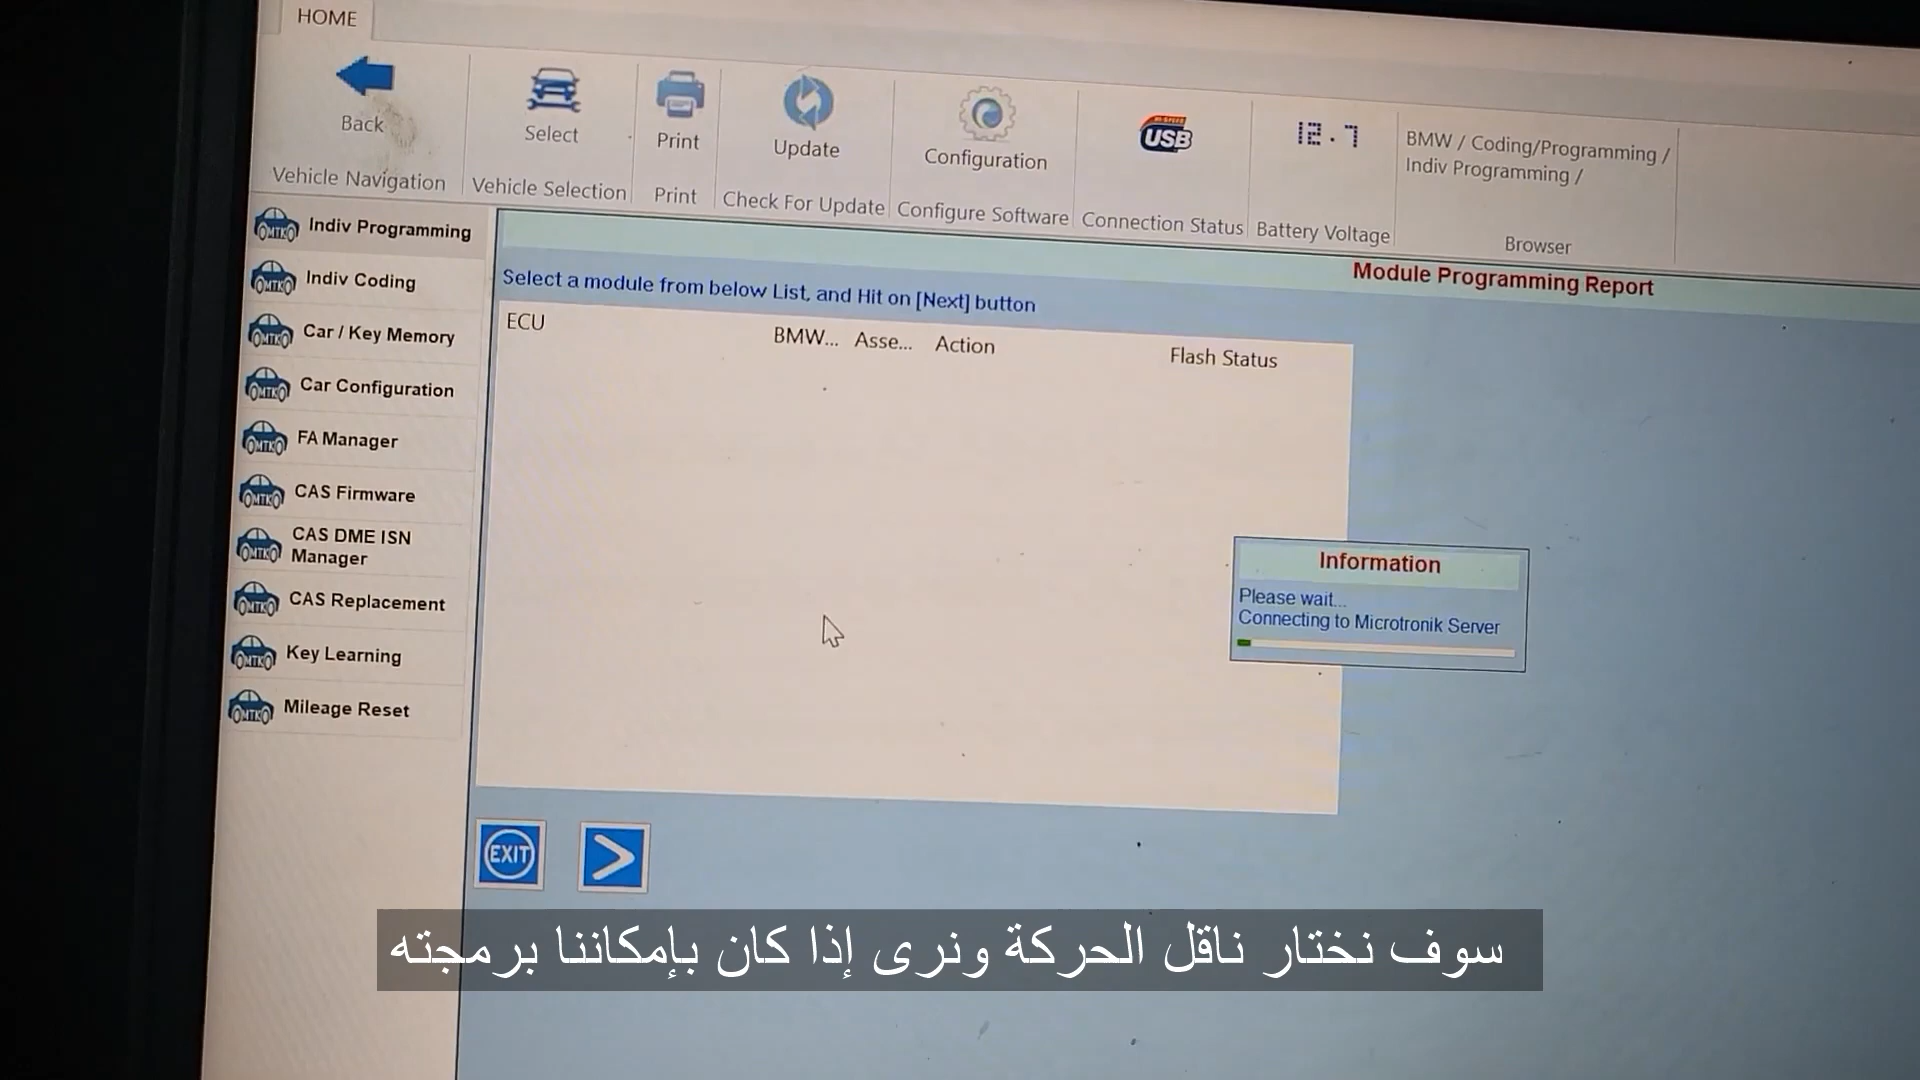 HOME
Back
Select
Print
Update
Configuration
HI-SPEED
USB
12.7
BMW / Coding/Programming /
Indiv Programming /
Vehicle Navigation
Vehicle Selection
Print
Check For Update
Configure Software
Connection Status
Battery Voltage
Browser
Indiv Programming
Indiv Coding
Car / Key Memory
Car Configuration
FA Manager
CAS Firmware
CAS DME ISN
Manager
CAS Replacement
Key Learning
Mileage Reset
Module Programming Report
Select a module from below List, and Hit on [Next] button
ECU
BMW...
Asse...
Action
Flash Status
Information
Please wait...
Connecting to Microtronik Server
EXIT
سوف نختار ناقل الحركة ونرى إذا كان بإمكاننا برمجته